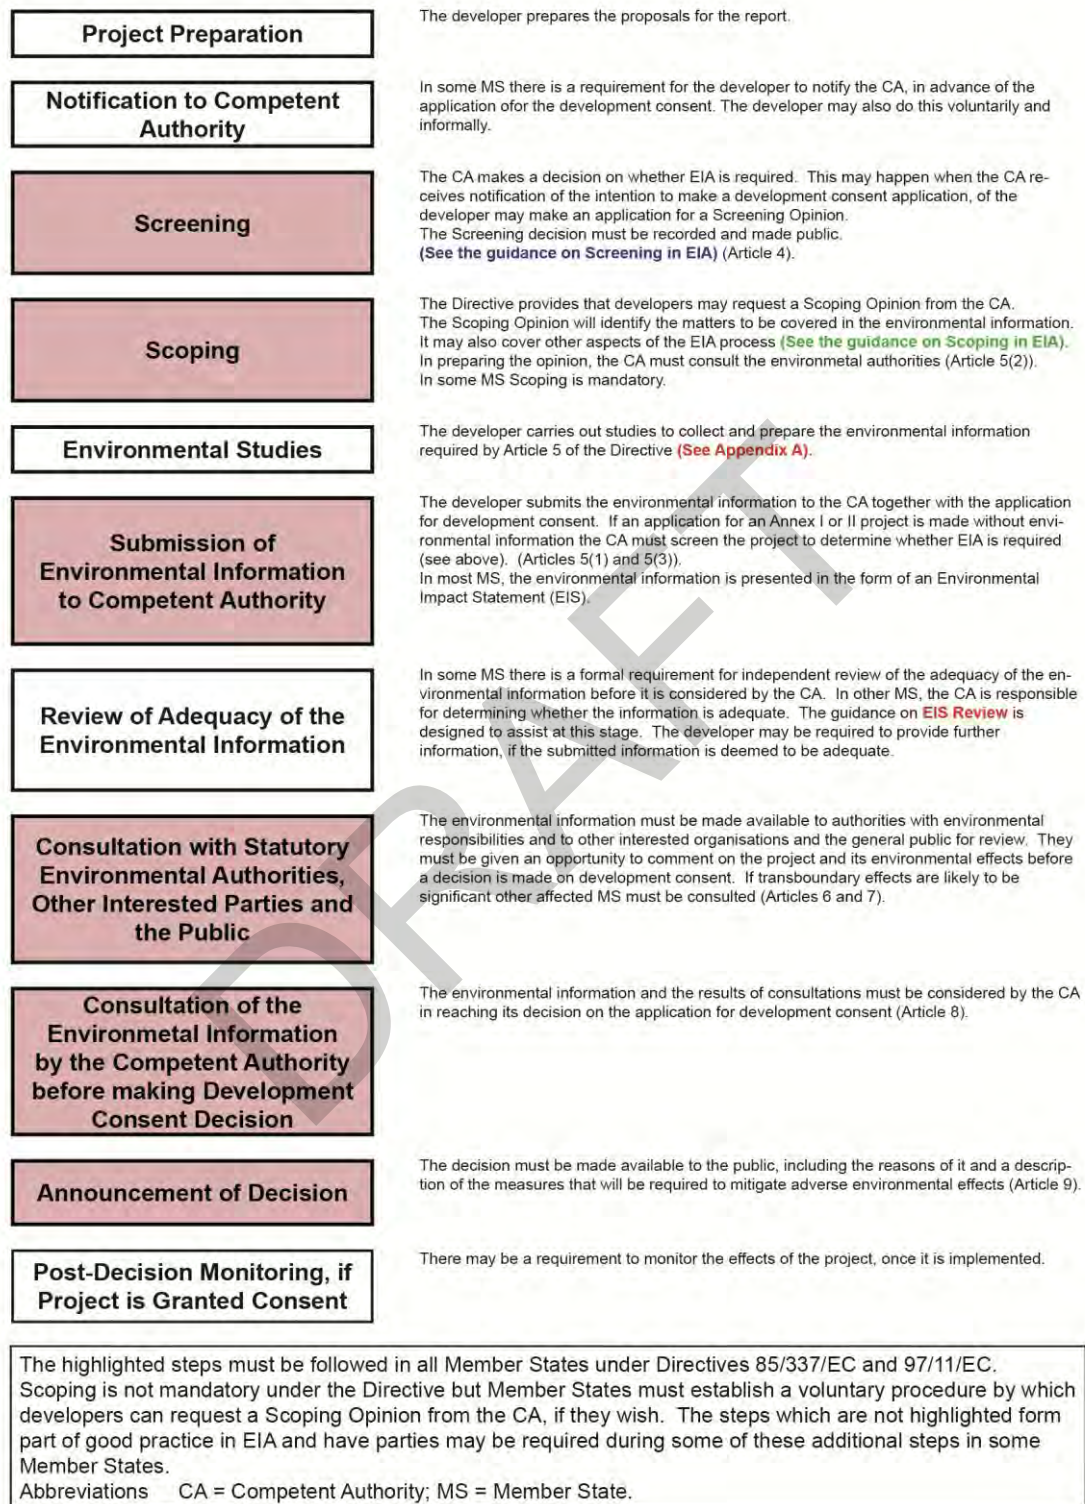 Project Preparation
The developer prepares the proposals for the report.
Notification to Competent
Authority
In some MS there is a requirement for the developer to notify the CA, in advance of the
application ofor the development consent. The developer may also do this voluntarily and
informally.
Screening
The CA makes a decision on whether EIA is required. This may happen when the CA re-
ceives notification of the intention to make a development consent application, of the
developer may make an application for a Screening Opinion.
The Screening decision must be recorded and made public.
(See the guidance on Screening in EIA) (Article 4).
Scoping
The Directive provides that developers may request a Scoping Opinion from the CA.
The Scoping Opinion will identify the matters to be covered in the environmental information.
It may also cover other aspects of the EIA process (See the guidance on Scoping in EIA).
In preparing the opinion, the CA must consult the environmetal authorities (Article 5(2)).
In some MS Scoping is mandatory.
Environmental Studies
The developer carries out studies to collect and prepare the environmental information
required by Article 5 of the Directive (See Appendix A).
Submission of
Environmental Information
to Competent Authority
The developer submits the environmental information to the CA together with the application
for development consent. If an application for an Annex I or II project is made without envi-
ronmental information the CA must screen the project to determine whether EIA is required
(see above). (Articles 5(1) and 5(3)).
In most MS, the environmental information is presented in the form of an Environmental
Impact Statement (EIS).
Review of Adequacy of the
Environmental Information
In some MS there is a formal requirement for independent review of the adequacy of the en-
vironmental information before it is considered by the CA. In other MS, the CA is responsible
for determining whether the information is adequate. The guidance on EIS Review is
designed to assist at this stage. The developer may be required to provide further
information, if the submitted information is deemed to be adequate.
Consultation with Statutory
Environmental Authorities,
Other Interested Parties and
the Public
The environmental information must be made available to authorities with environmental
responsibilities and to other interested organisations and the general public for review. They
must be given an opportunity to comment on the project and its environmental effects before
a decision is made on development consent. If transboundary effects are likely to be
significant other affected MS must be consulted (Articles 6 and 7).
Consultation of the
Environmetal Information
by the Competent Authority
before making Development
Consent Decision
The environmental information and the results of consultations must be considered by the CA
in reaching its decision on the application for development consent (Article 8).
Announcement of Decision
The decision must be made available to the public, including the reasons of it and a descrip-
tion of the measures that will be required to mitigate adverse environmental effects (Article 9).
Post-Decision Monitoring, if
Project is Granted Consent
There may be a requirement to monitor the effects of the project, once it is implemented.
The highlighted steps must be followed in all Member States under Directives 85/337/EC and 97/11/EC.
Scoping is not mandatory under the Directive but Member States must establish a voluntary procedure by which
developers can request a Scoping Opinion from the CA, if they wish. The steps which are not highlighted form
part of good practice in EIA and have parties may be required during some of these additional steps in some
Member States.
Abbreviations CA = Competent Authority; MS = Member State.
DRAFT